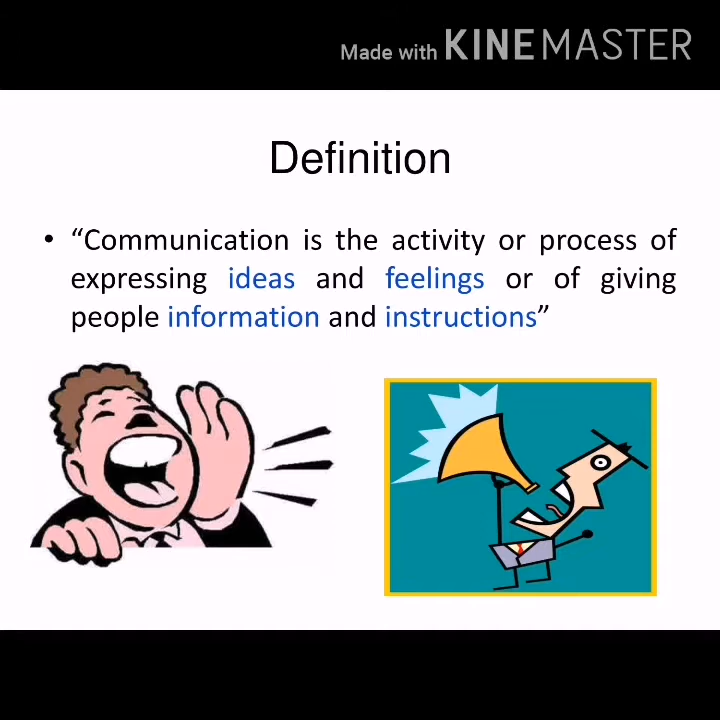 Made with KINEMASTER
Definition
• “Communication is the activity or process of
expressing ideas and feelings or of giving
people information and instructions”